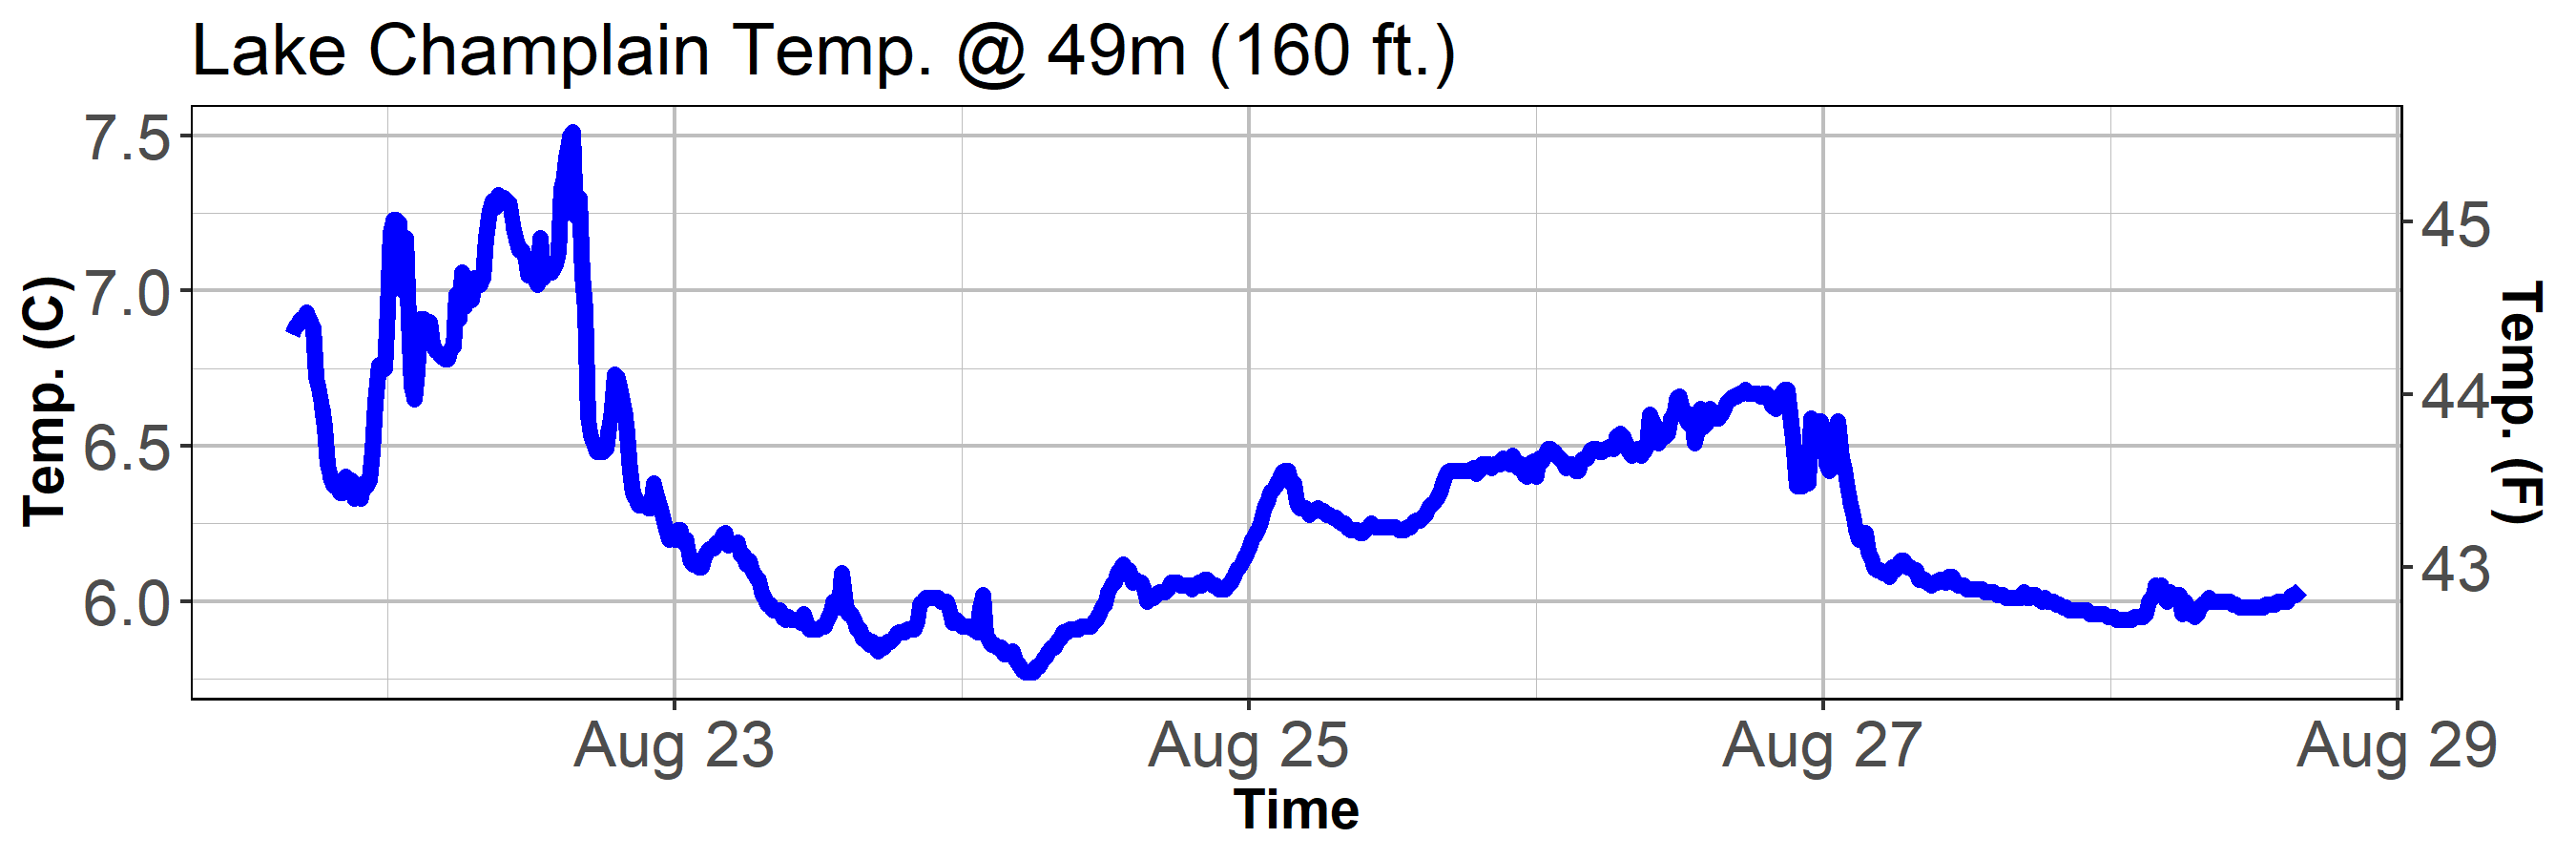 Lake Champlain Temp. @ 49m (160 ft.)
Temp. (C)
7.5
7.0
6.5
6.0
45
44
43
Temp. (F)
Aug 23 Aug 25 Aug 27 Aug 29
Time